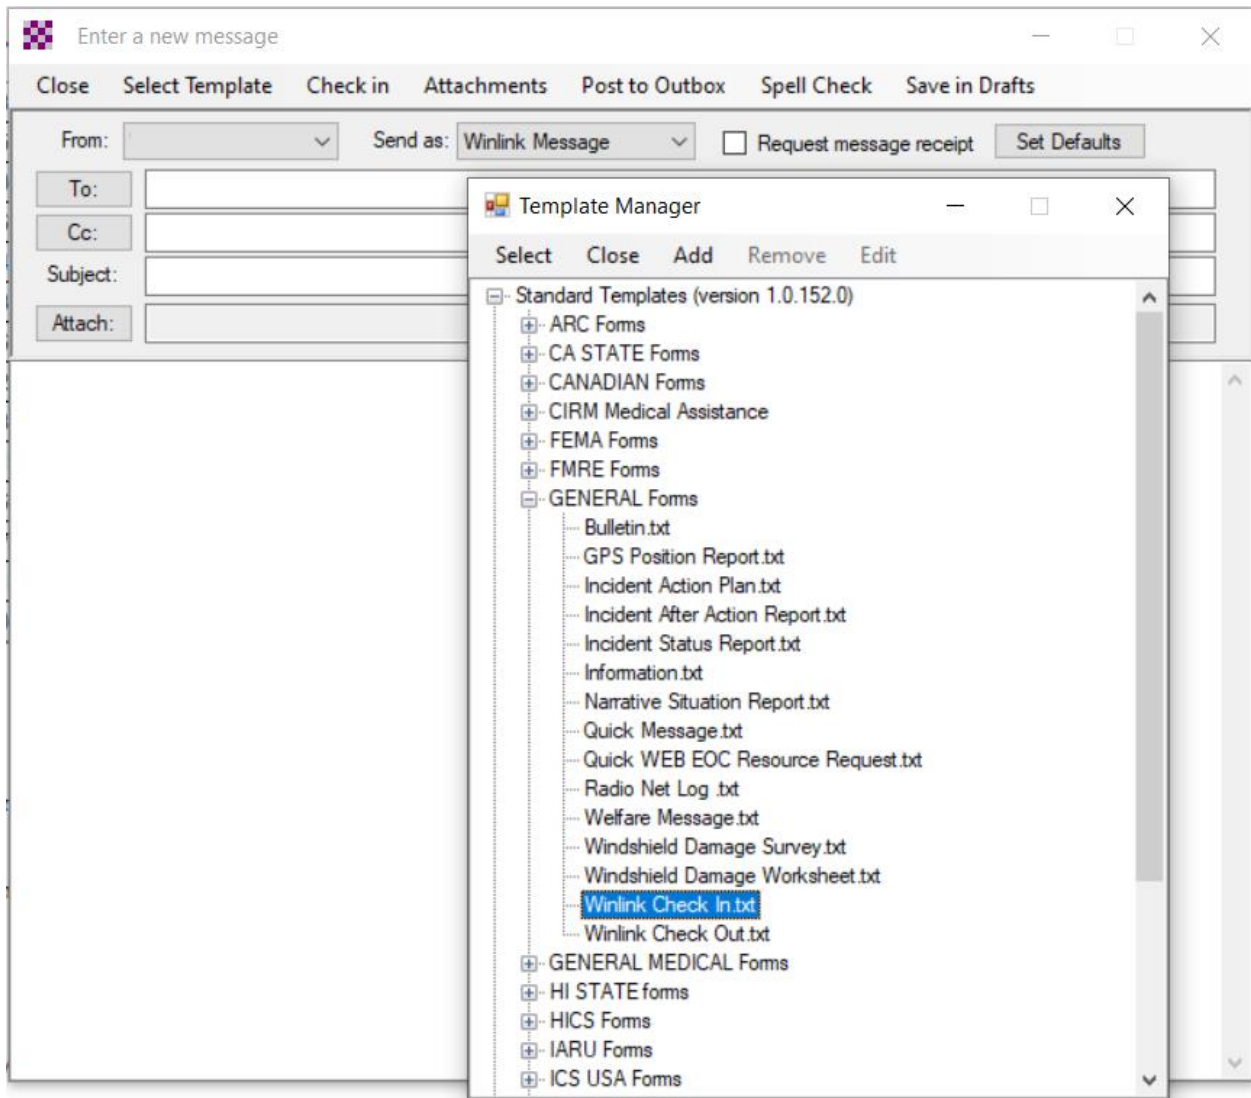 Enter a new message
Close Select Template Check in Attachments Post to Outbox Spell Check Save in Drafts
From: Send as: Winlink Message Request message receipt Set Defaults
To:
Cc:
Subject:
Attach:
Template Manager
Select Close Add Remove Edit
Standard Templates (version 1.0.152.0)
ARC Forms
CA STATE Forms
CANADIAN Forms
CIRM Medical Assistance
FEMA Forms
FMRE Forms
GENERAL Forms
Bulletin.txt
GPS Position Report.txt
Incident Action Plan.txt
Incident After Action Report.txt
Incident Status Report.txt
Information.txt
Narrative Situation Report.txt
Quick Message.txt
Quick WEB EOC Resource Request.txt
Radio Net Log .txt
Welfare Message.txt
Windshield Damage Survey.txt
Windshield Damage Worksheet.txt
Winlink Check In.txt
Winlink Check Out.txt
GENERAL MEDICAL Forms
HI STATE forms
HICS Forms
IARU Forms
ICS USA Forms